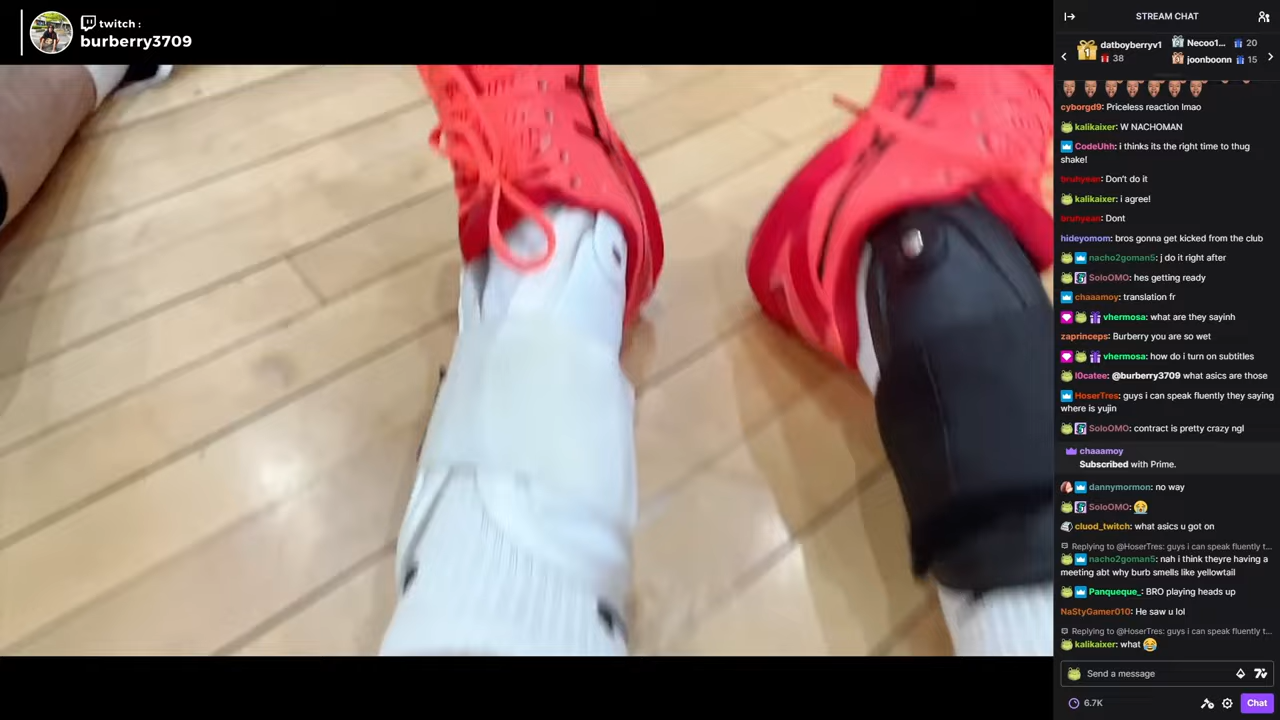 twitch :
burberry3709
STREAM CHAT
datboyberryv1
38
Necoo1... 20
joonboonn 15
cyborgd9: Priceless reaction lmao
kalikaixer: W NACHOMAN
CodeUhh: i thinks its the right time to thug
shake!
bruhyean: Don't do it
kalikaixer: i agree!
bruhyean: Dont
hideyomom: bros gonna get kicked from the club
nacho2goman5: j do it right after
SoloOMO: hes getting ready
chaaamoy: translation fr
vhermosa: what are they sayinh
zaprinceps: Burberry you are so wet
vhermosa: how do i turn on subtitles
l0catee: @burberry3709 what asics are those
HoserTres: guys i can speak fluently they saying
where is yujin
SoloOMO: contract is pretty crazy ngl
chaaamoy
Subscribed with Prime.
dannymormon: no way
SoloOMO: 😭
cluod_twitch: what asics u got on
Replying to @HoserTres: guys i can speak fluently t...
nacho2goman5: nah i think theyre having a
meeting abt why burb smells like yellowtail
Panqueque_: BRO playing heads up
NaStyGamer010: He saw u lol
Replying to @HoserTres: guys i can speak fluently t...
kalikaixer: what 😂
Send a message
6.7K
Chat